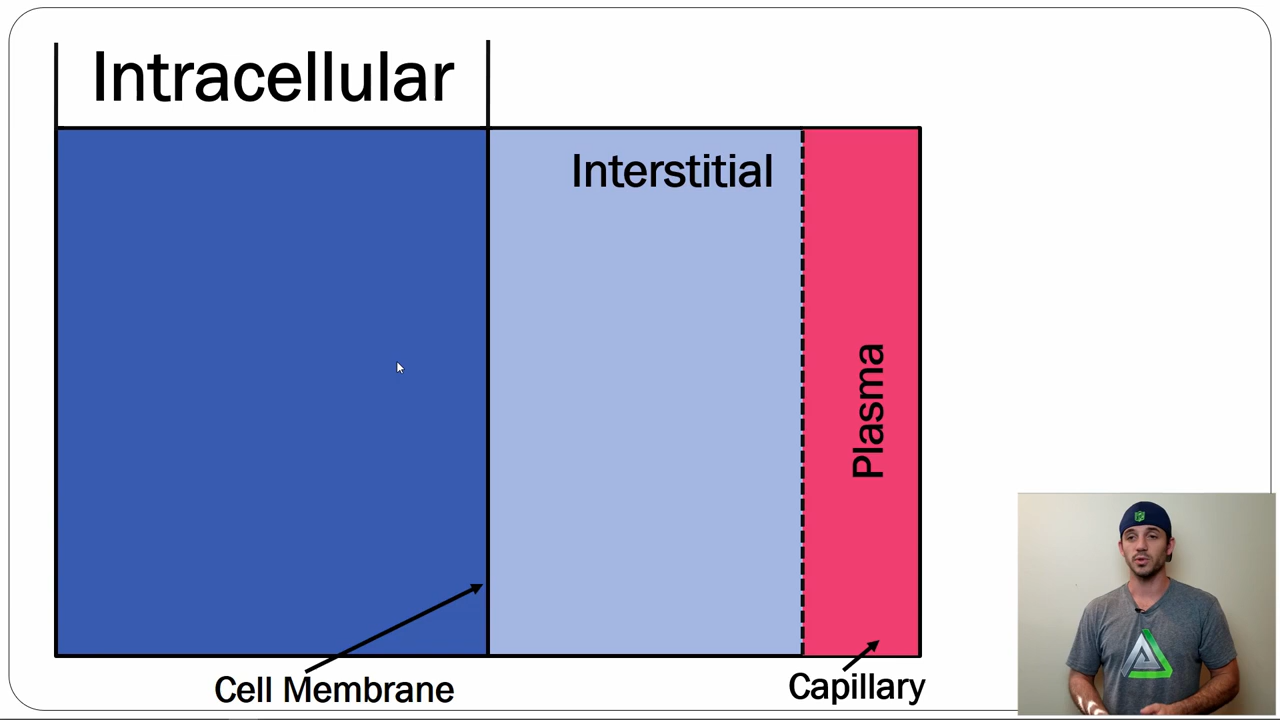 Intracellular
Interstitial
Plasma
Cell Membrane
Capillary